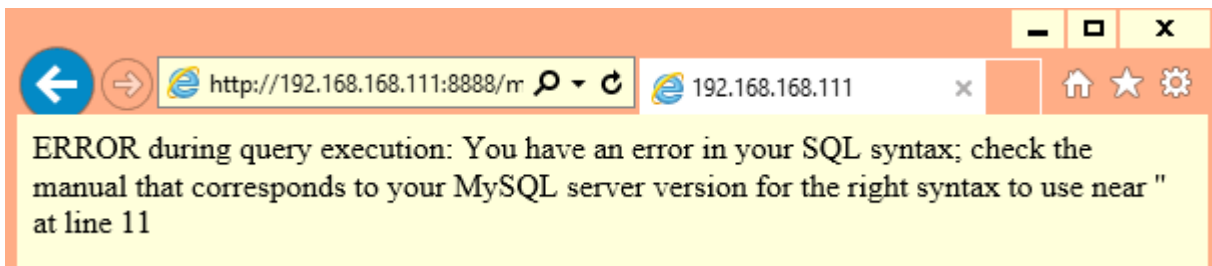 http://192.168.168.111:8888/m
192.168.168.111
ERROR during query execution: You have an error in your SQL syntax; check the
manual that corresponds to your MySQL server version for the right syntax to use near ''
at line 11